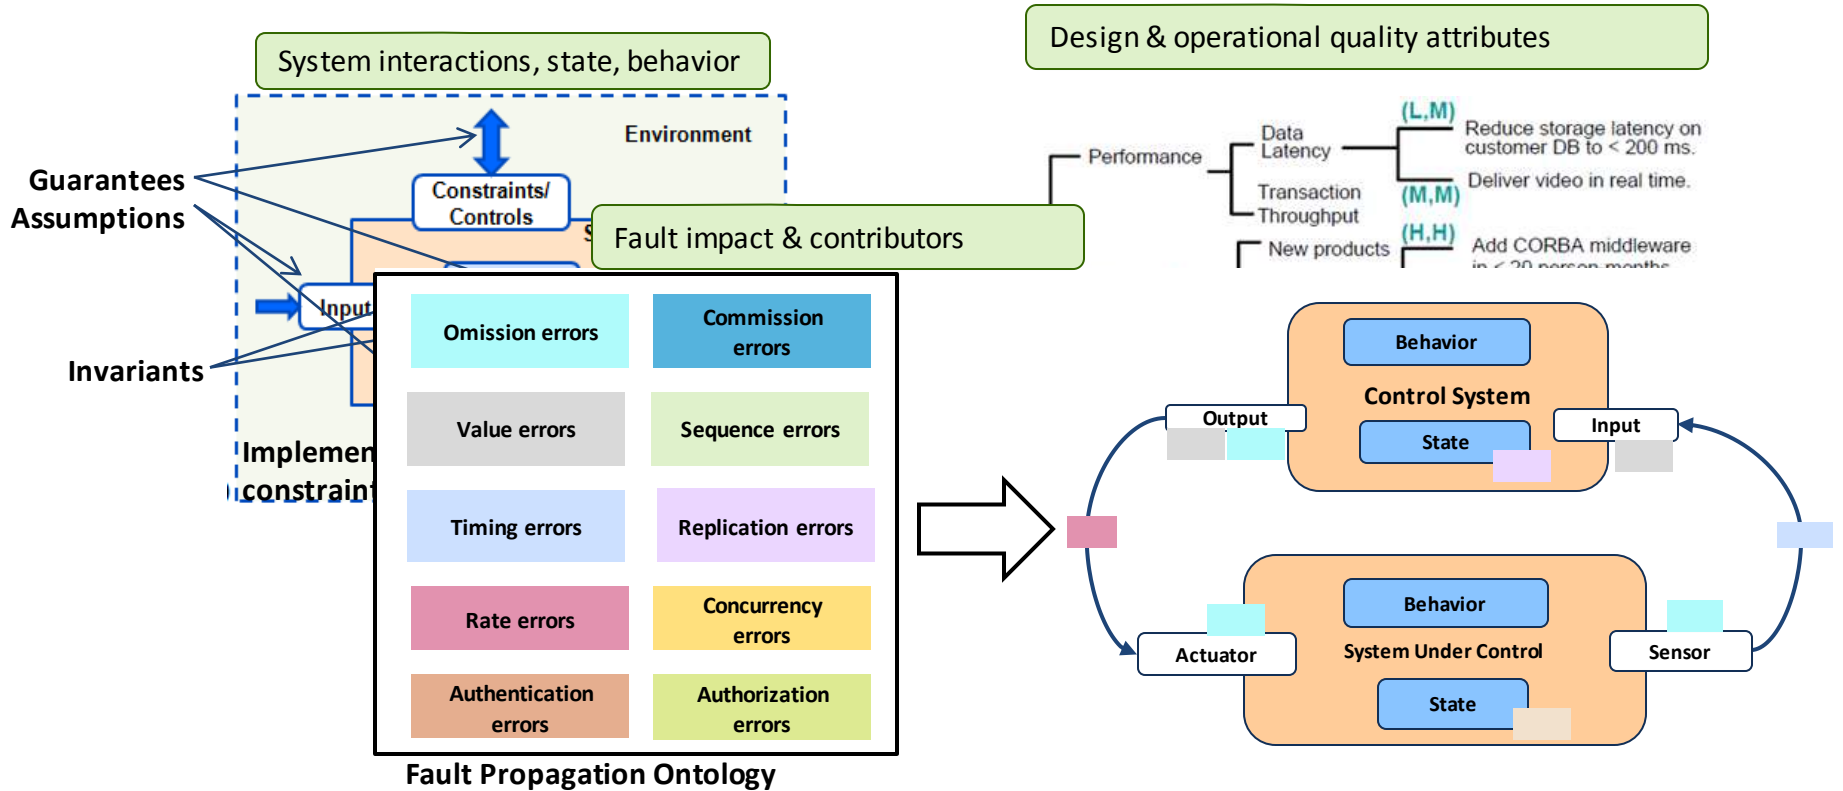 System interactions, state, behavior
Design & operational quality attributes
Environment
Guarantees
Assumptions
Constraints/
Controls
Input
Invariants
constraint
Fault impact & contributors
Performance
Data
Latency
(L,M)
Reduce storage latency on
customer DB to < 200 ms.
Deliver video in real time.
(M,M)
Transaction
Throughput
New products
(H,H)
Add CORBA middleware
in < 20 person months
Omission errors
Commission
errors
Value errors
Sequence errors
Timing errors
Replication errors
Rate errors
Concurrency
errors
Authentication
errors
Authorization
errors
Fault Propagation Ontology
Behavior
Control System
Output
State
Input
Behavior
Actuator
System Under Control
Sensor
State